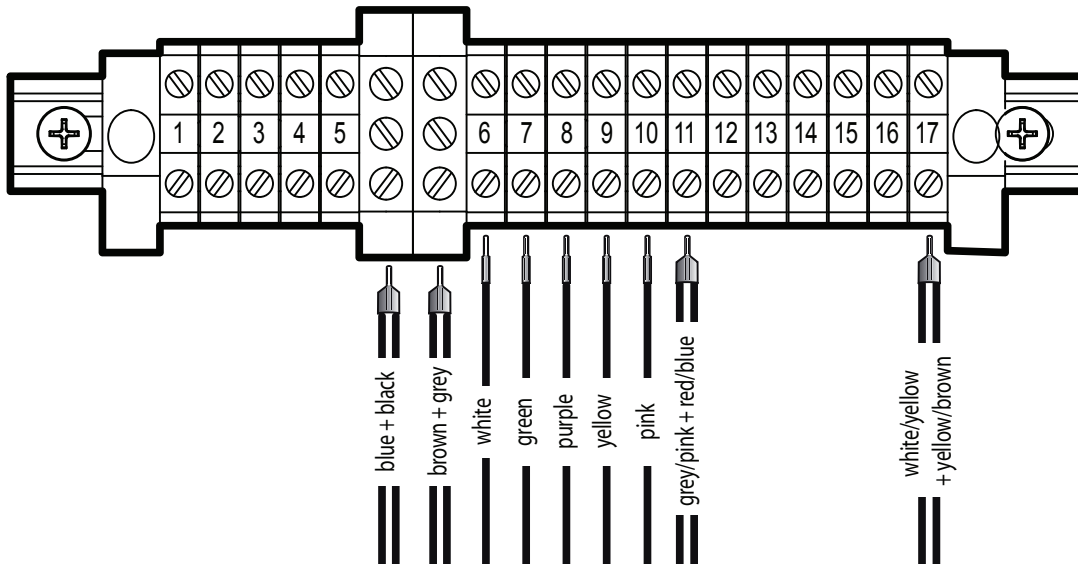 1 2 3 4 5 6 7 8 9 10 11 12 13 14 15 16 17
blue + black
brown + grey
white
green
purple
yellow
pink
grey/pink + red/blue
white/yellow
+ yellow/brown